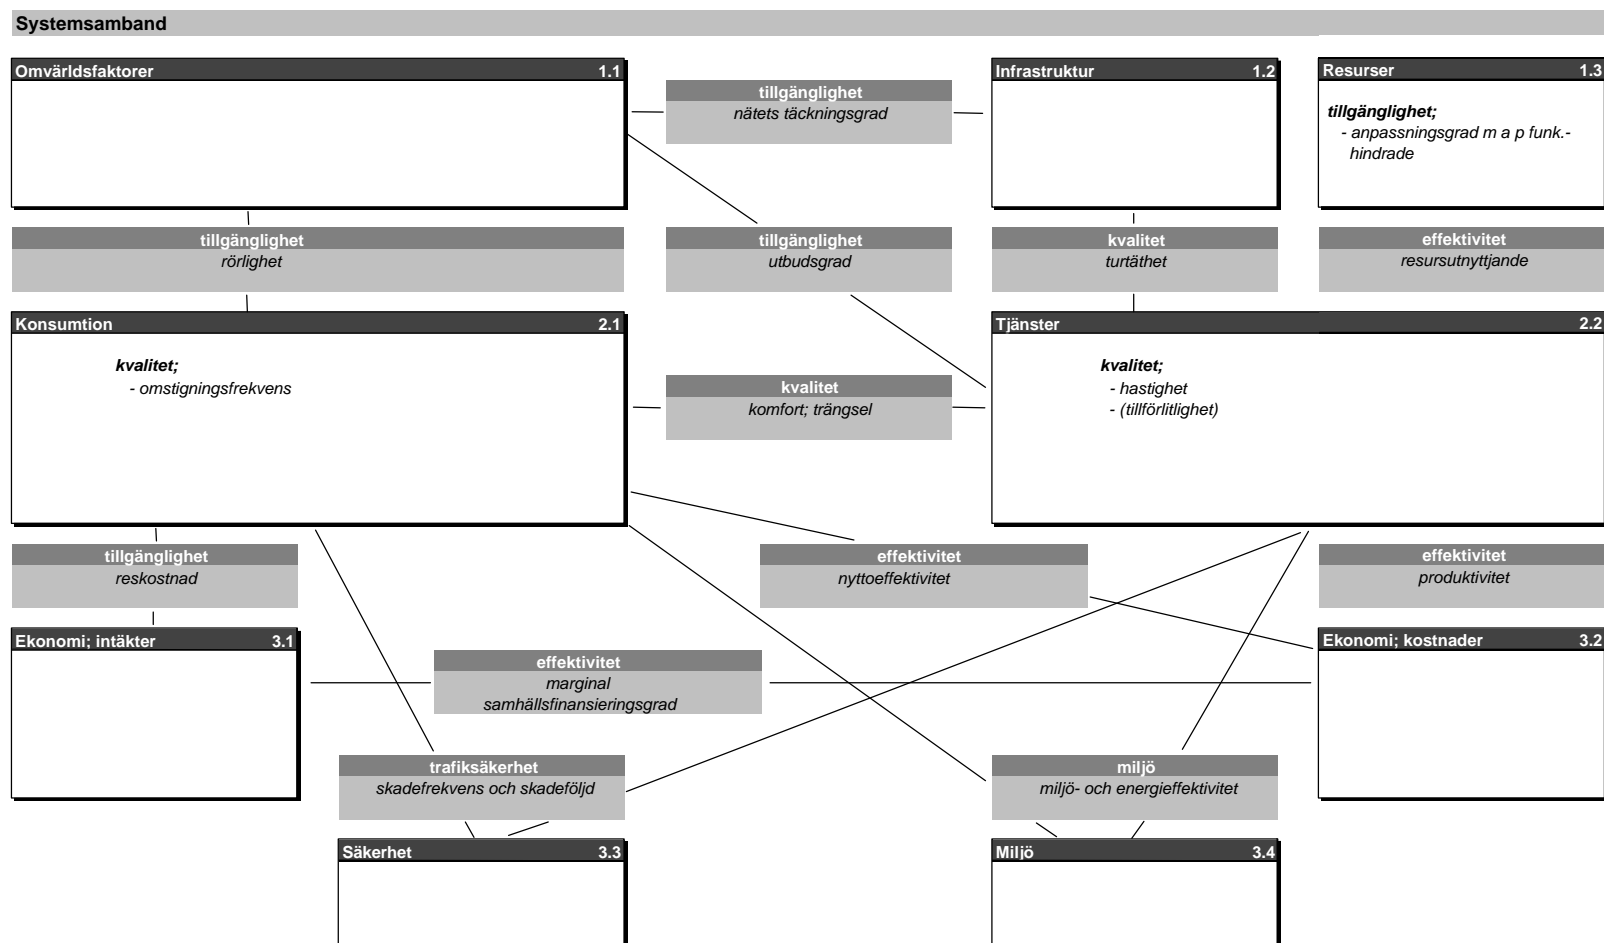 Systemsamband
Omvärldsfaktorer 1.1
Infrastruktur 1.2
Resurser 1.3
tillgänglighet
nätets täckningsgrad
tillgänglighet;
- anpassningsgrad m a p funk.-
hindrade
tillgänglighet
rörlighet
tillgänglighet
utbudsgrad
kvalitet
turtäthet
effektivitet
resursutnyttjande
Konsumtion 2.1
Tjänster 2.2
kvalitet;
- omstigningsfrekvens
kvalitet;
- hastighet
- (tillförlitlighet)
kvalitet
komfort; trängsel
tillgänglighet
reskostnad
effektivitet
nyttoeffektivitet
effektivitet
produktivitet
Ekonomi; intäkter 3.1
Ekonomi; kostnader 3.2
effektivitet
marginal
samhällsfinansieringsgrad
trafiksäkerhet
skadefrekvens och skadeföljd
miljö
miljö- och energieffektivitet
Säkerhet 3.3
Miljö 3.4